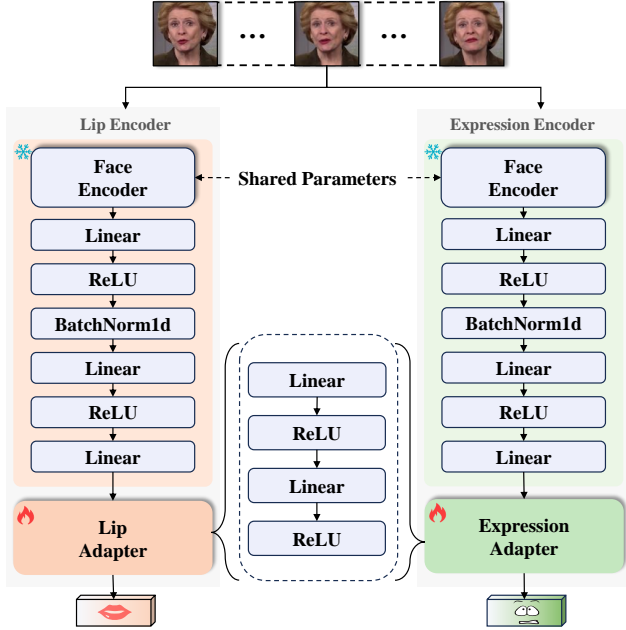 Lip Encoder
Expression Encoder
Face
Encoder
Shared Parameters
Face
Encoder
Linear
ReLU
BatchNorm1d
Linear
ReLU
Linear
Linear
ReLU
BatchNorm1d
Linear
ReLU
Linear
Linear
ReLU
Linear
ReLU
Lip
Adapter
Expression
Adapter